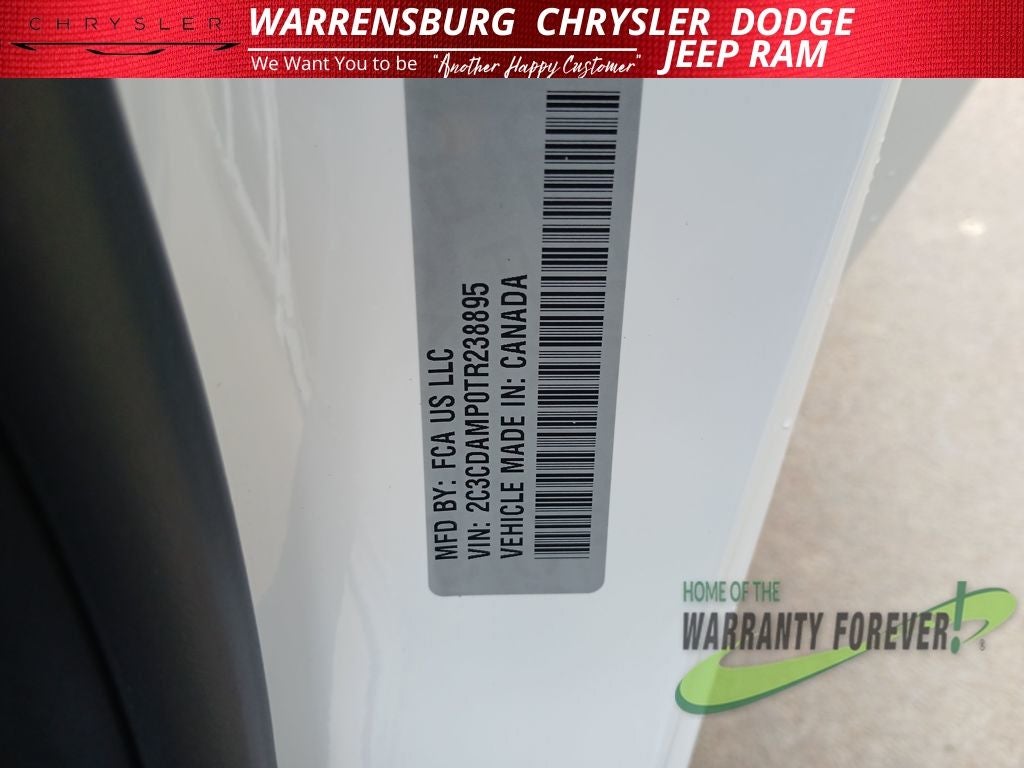 CHRYSLER
WARRENSBURG CHRYSLER DODGE
JEEP RAM
We Want You to be "Another Happy Customer"
MFD BY: FCA US LLC
VIN: 2C3CDAMP0TR238895
VEHICLE MADE IN: CANADA
HOME OF THE
WARRANTY FOREVER!®